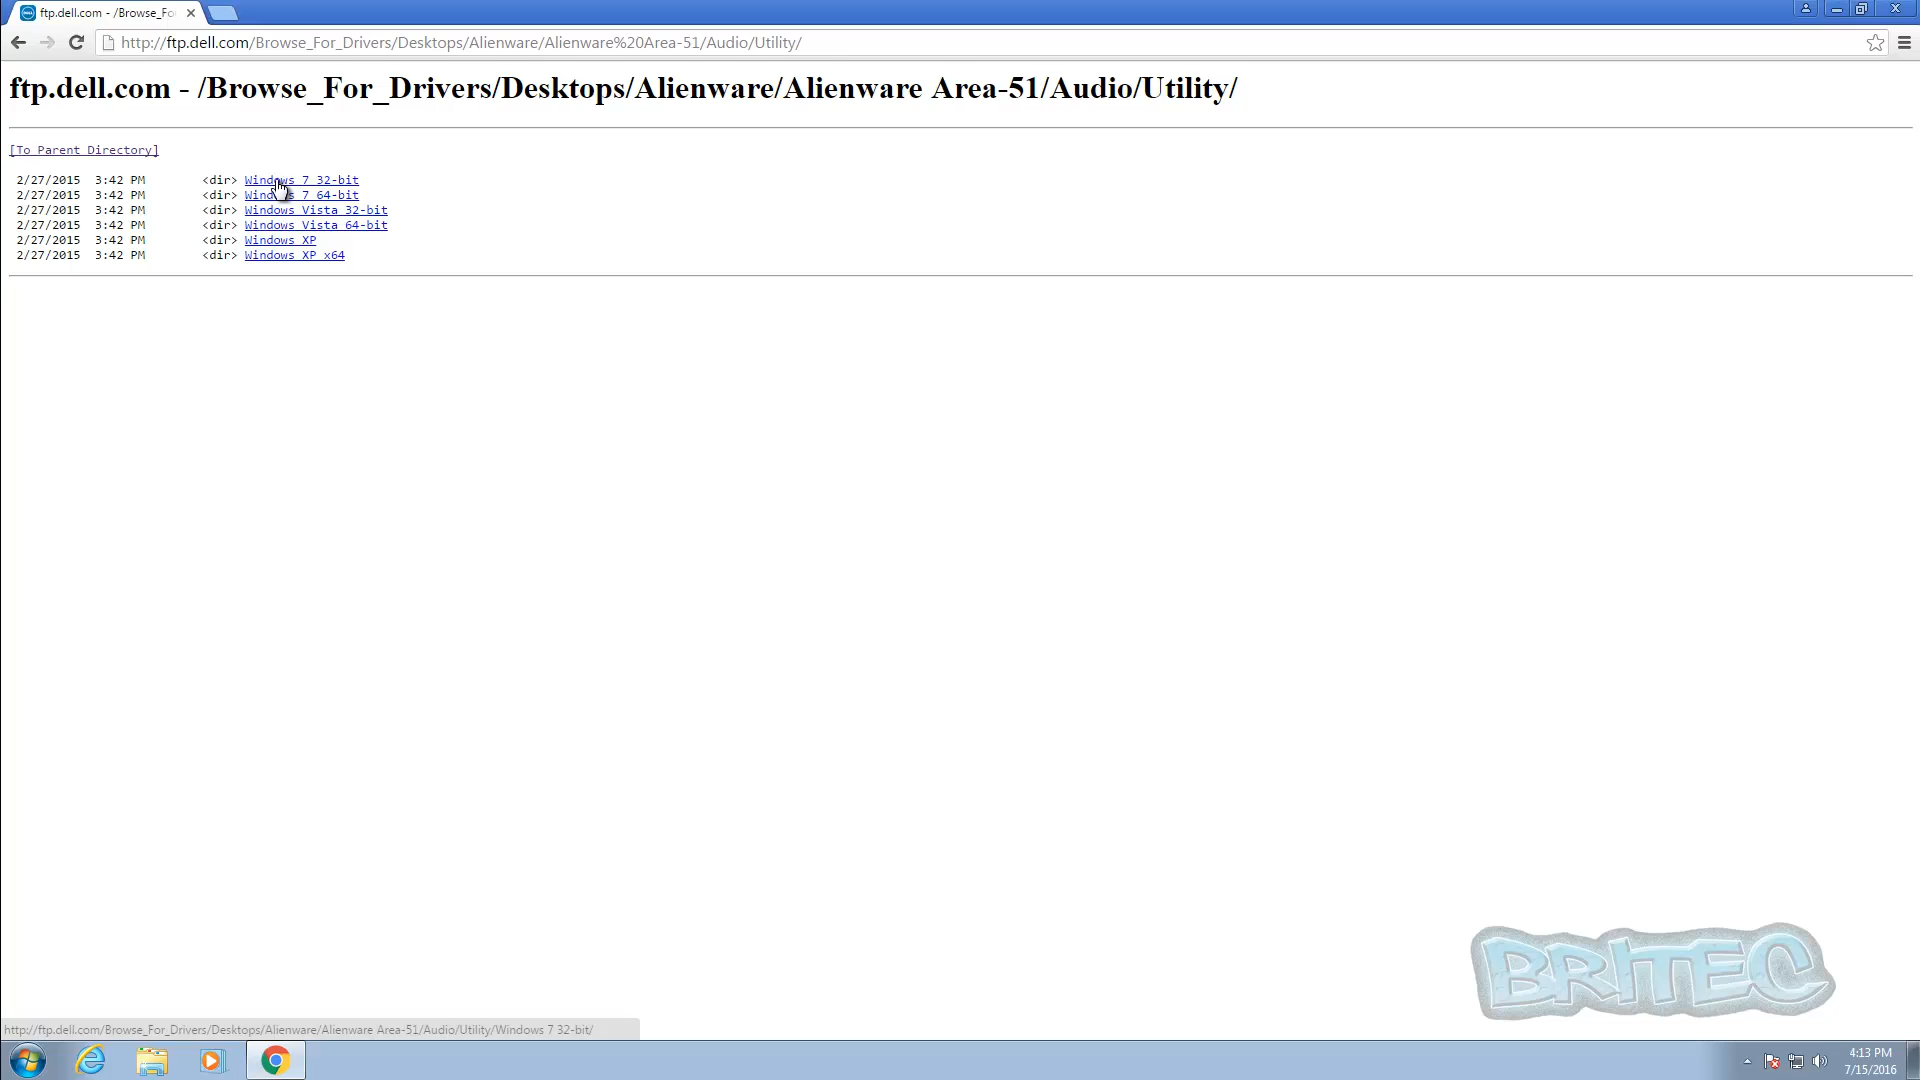 ftp.dell.com - /Browse_Fo
http://ftp.dell.com/Browse_For_Drivers/Desktops/Alienware/Alienware%20Area-51/Audio/Utility/
ftp.dell.com - /Browse_For_Drivers/Desktops/Alienware/Alienware Area-51/Audio/Utility/
[To Parent Directory]
2/27/2015 3:42 PM <dir> Windows 7 32-bit
2/27/2015 3:42 PM <dir> Windows 7 64-bit
2/27/2015 3:42 PM <dir> Windows Vista 32-bit
2/27/2015 3:42 PM <dir> Windows Vista 64-bit
2/27/2015 3:42 PM <dir> Windows XP
2/27/2015 3:42 PM <dir> Windows XP x64
BRITEC
http://ftp.dell.com/Browse_For_Drivers/Desktops/Alienware/Alienware Area-51/Audio/Utility/Windows 7 32-bit/
4:13 PM
7/15/2016